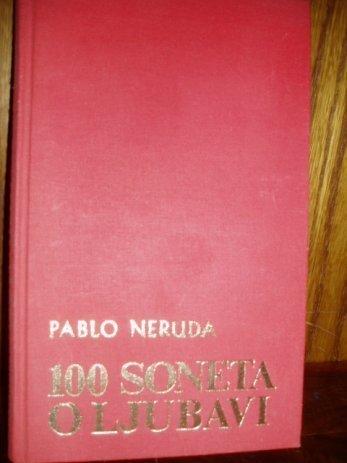 PABLO NERUDA
100 SONETA
O LJUBAVI